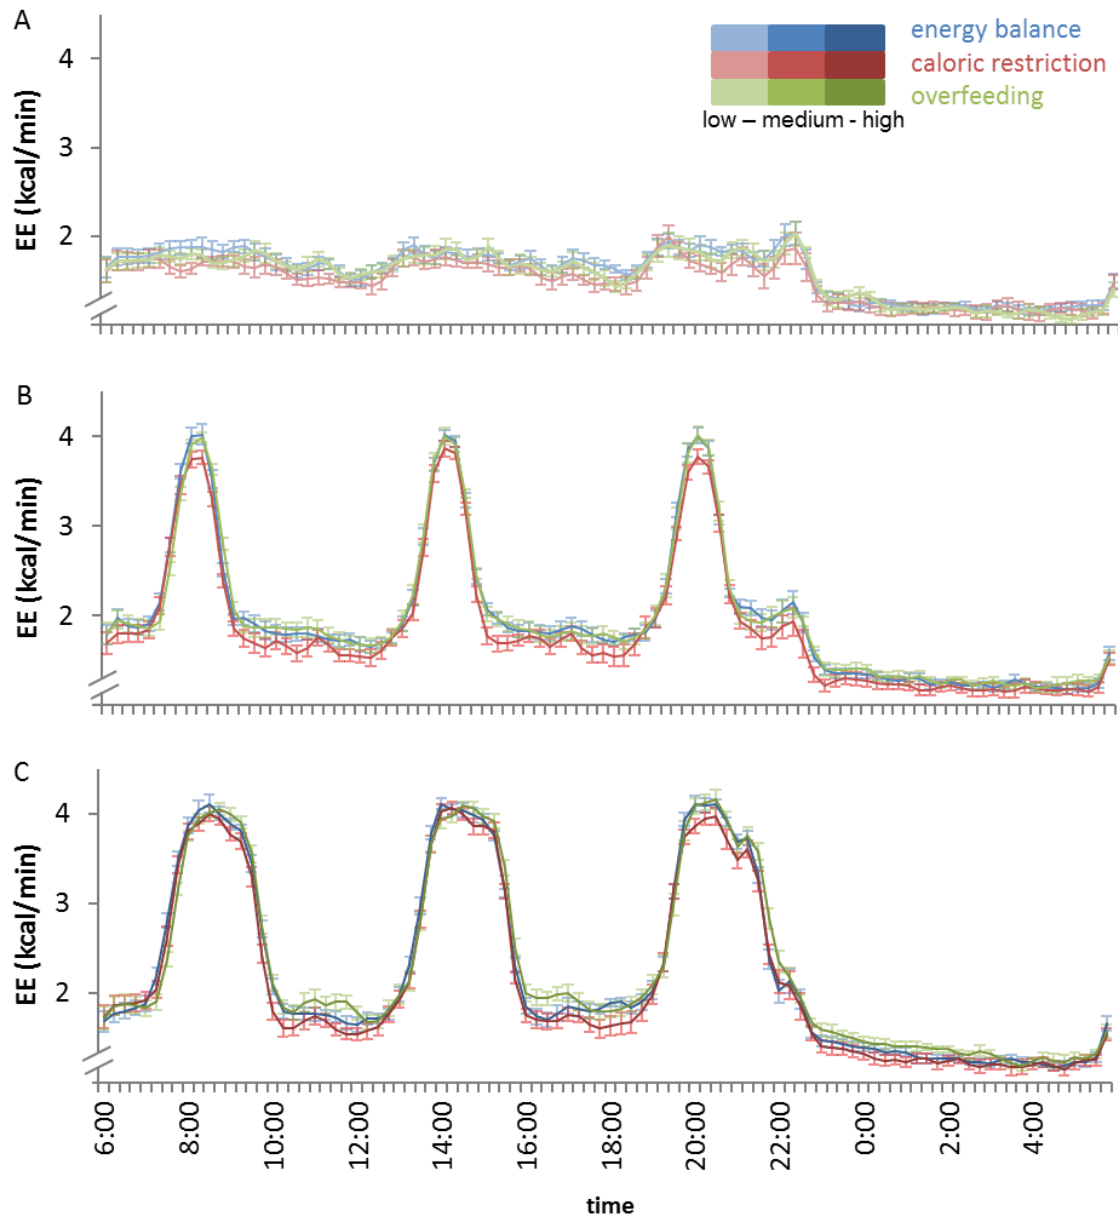 A
energy balance
caloric restriction
overfeeding
low – medium - high
EE (kcal/min)
4
3
2
B
EE (kcal/min)
4
3
2
C
EE (kcal/min)
4
3
2
6:00
8:00
10:00
12:00
14:00
16:00
18:00
20:00
22:00
0:00
2:00
4:00
time